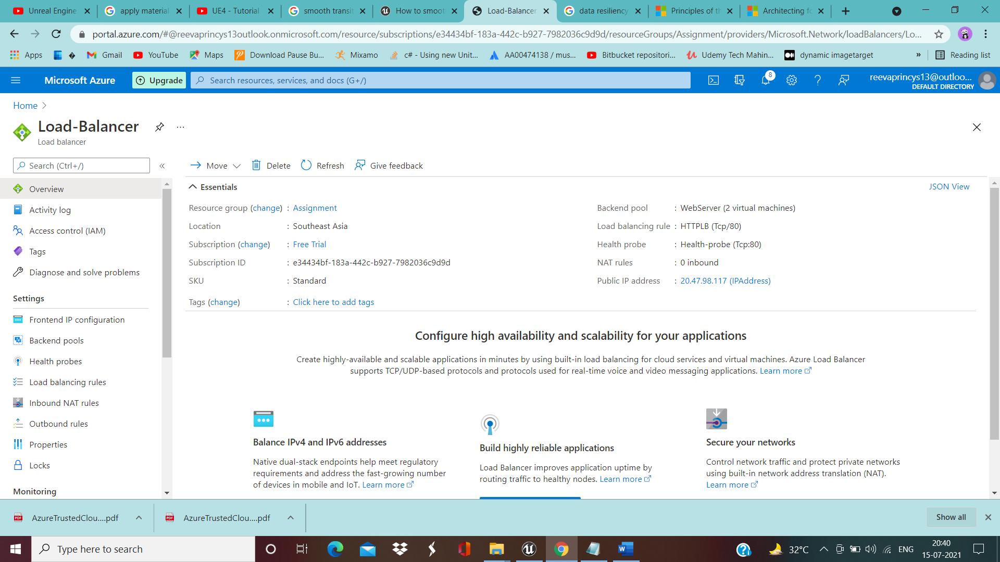 Unreal Engine
apply material
UE4 - Tutorial
smooth transit
How to smoot
Load-Balancer
data resiliency
Principles of th
Architecting fo
portal.azure.com/#@reevaprincys13outlook.onmicrosoft.com/resource/subscriptions/e34434bf-183a-442c-b927-7982036c9d9d/resourceGroups/Assignment/providers/Microsoft.Network/loadBalancers/Lo...
Apps
Gmail
YouTube
Maps
Download Pause Bu...
Mixamo
c# - Using new Unit...
AA00474138 / mus...
Bitbucket repositori...
Udemy Tech Mahin...
dynamic imagetarget
»
Reading list
Microsoft Azure
Upgrade
Search resources, services, and docs (G+/)
8
reevaprincys13@outloo...
DEFAULT DIRECTORY
Home
Load-Balancer
...
Load balancer
Search (Ctrl+/)
«
Move
Delete
Refresh
Give feedback
Overview
Activity log
Access control (IAM)
Tags
Diagnose and solve problems
Settings
Frontend IP configuration
Backend pools
Health probes
Load balancing rules
Inbound NAT rules
Outbound rules
Properties
Locks
Monitoring
Essentials
JSON View
Resource group (change) : Assignment
Location : Southeast Asia
Subscription (change) : Free Trial
Subscription ID : e34434bf-183a-442c-b927-7982036c9d9d
SKU : Standard
Tags (change) : Click here to add tags
Backend pool : WebServer (2 virtual machines)
Load balancing rule : HTTPLB (Tcp/80)
Health probe : Health-probe (Tcp:80)
NAT rules : 0 inbound
Public IP address : 20.47.98.117 (IPAddress)
Configure high availability and scalability for your applications
Create highly-available and scalable applications in minutes by using built-in load balancing for cloud services and virtual machines. Azure Load Balancer
supports TCP/UDP-based protocols and protocols used for real-time voice and video messaging applications. Learn more
Balance IPv4 and IPv6 addresses
Native dual-stack endpoints help meet regulatory
requirements and address the fast-growing number
of devices in mobile and IoT. Learn more
Build highly reliable applications
Load Balancer improves application uptime by
routing traffic to healthy nodes. Learn more
Secure your networks
Control network traffic and protect private networks
using built-in network address translation (NAT).
Learn more
AzureTrustedClou....pdf
AzureTrustedClou....pdf
Show all
Type here to search
32°C
ENG
20:40
15-07-2021